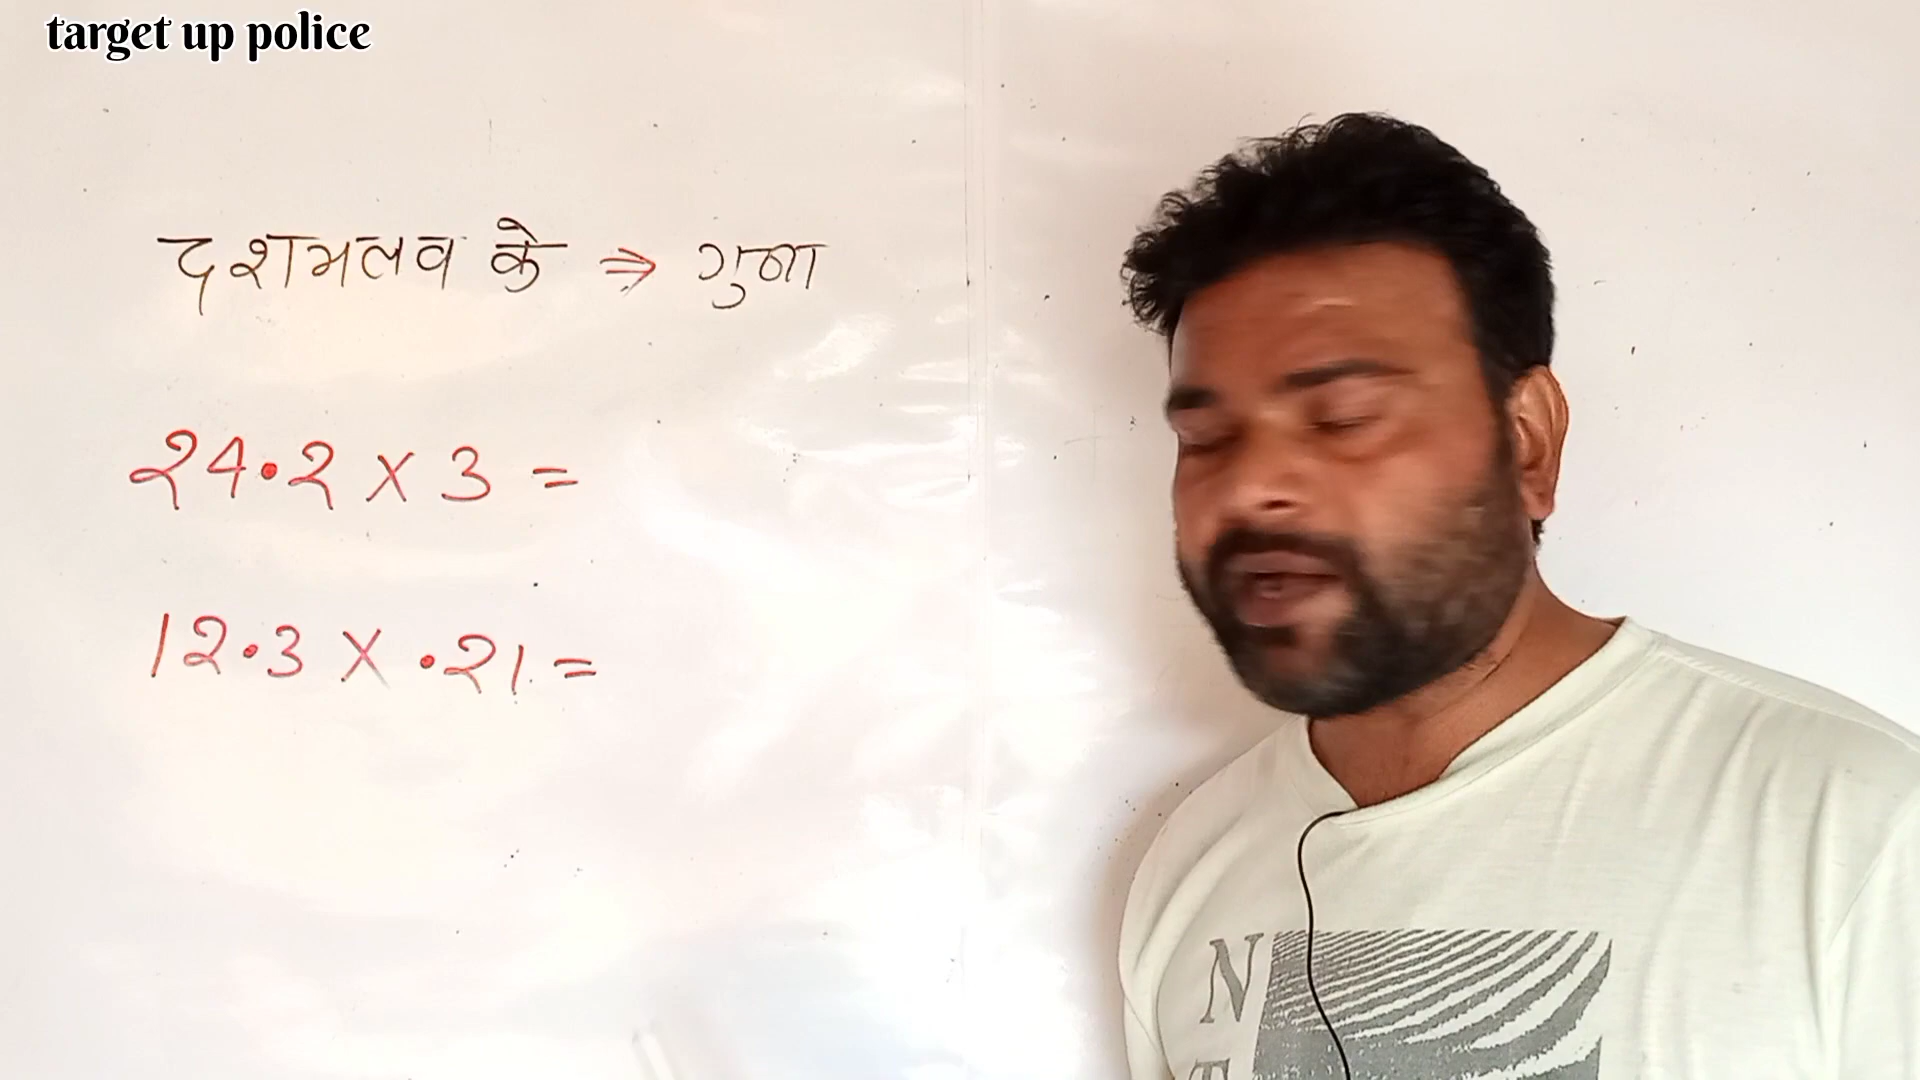 target up police
दशमलव के ⇒ गुना
24.2 × 3 =
12.3 × .21 =
N